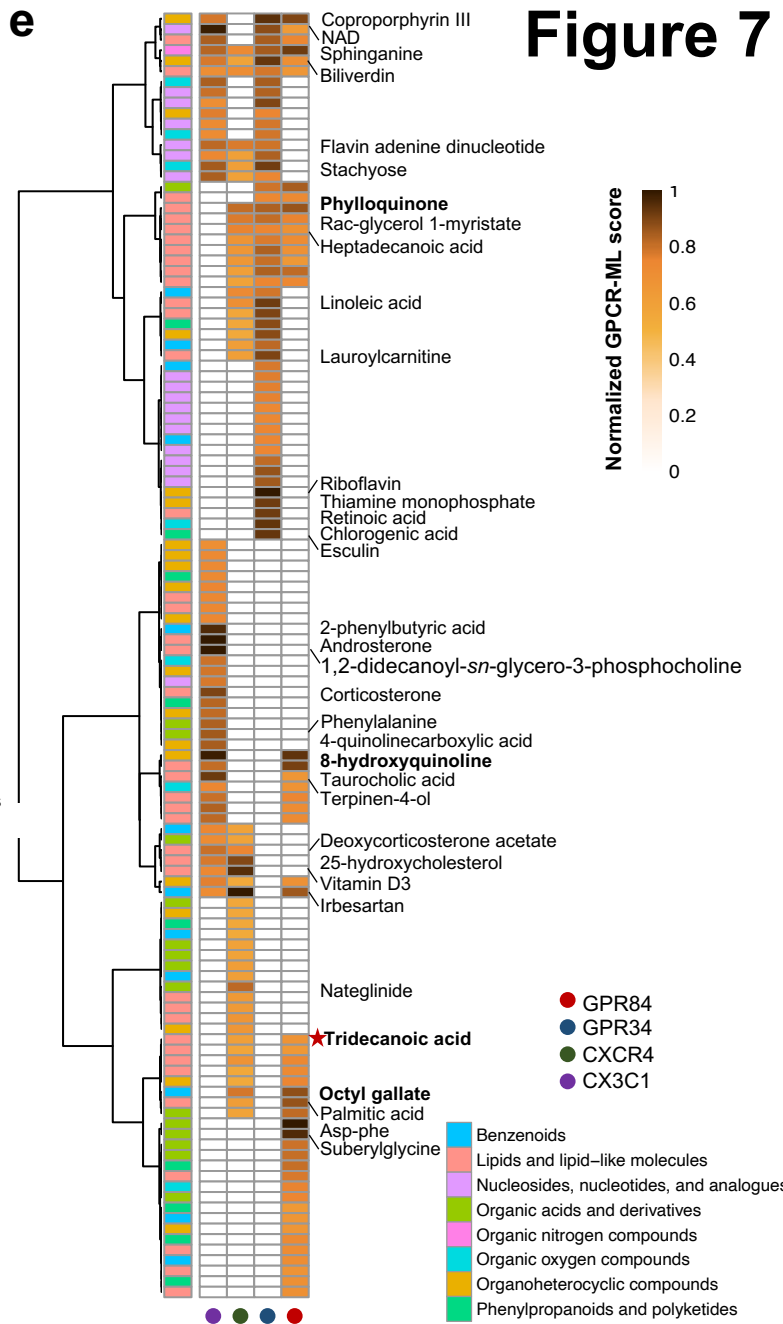 e
Figure 7
Coproporphyrin III
NAD
Sphinganine
Biliverdin
Flavin adenine dinucleotide
Stachyose
Phylloquinone
Rac-glycerol 1-myristate
Heptadecanoic acid
Linoleic acid
Lauroylcarnitine
Riboflavin
Thiamine monophosphate
Retinoic acid
Chlorogenic acid
Esculin
2-phenylbutyric acid
Androsterone
1,2-didecanoyl-sn-glycero-3-phosphocholine
Corticosterone
Phenylalanine
4-quinolinecarboxylic acid
8-hydroxyquinoline
Taurocholic acid
Terpinen-4-ol
Deoxycorticosterone acetate
25-hydroxycholesterol
Vitamin D3
Irbesartan
Nateglinide
Tridecanoic acid
Octyl gallate
Palmitic acid
Asp-phe
Suberylglycine
Normalized GPCR-ML score
1
0.8
0.6
0.4
0.2
0
GPR84
GPR34
CXCR4
CX3C1
Benzenoids
Lipids and lipid−like molecules
Nucleosides, nucleotides, and analogues
Organic acids and derivatives
Organic nitrogen compounds
Organic oxygen compounds
Organoheterocyclic compounds
Phenylpropanoids and polyketides